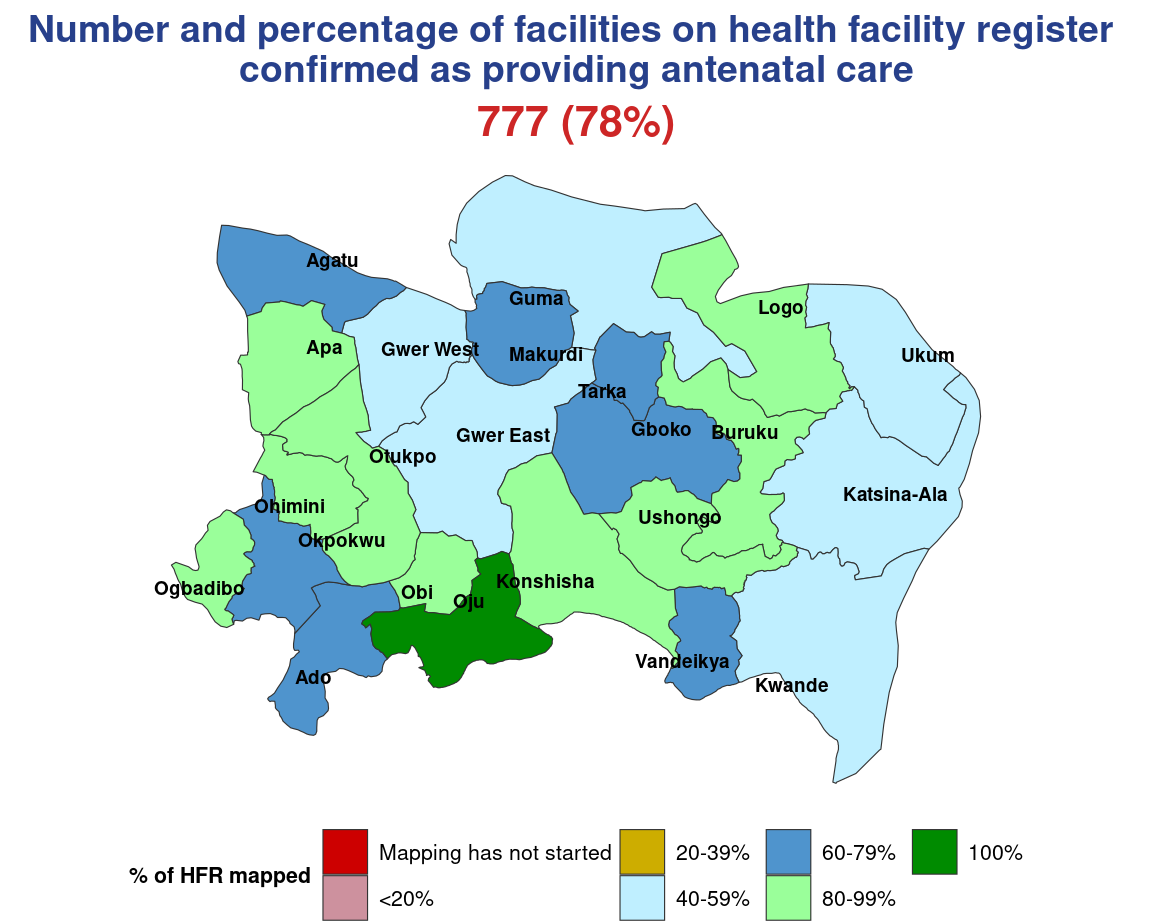 Number and percentage of facilities on health facility register
confirmed as providing antenatal care
777 (78%)
Agatu
Guma
Logo
Apa
Gwer West
Makurdi
Ukum
Tarka
Gwer East
Gboko
Buruku
Otukpo
Katsina-Ala
Ohimini
Ushongo
Okpokwu
Ogbadibo
Obi
Oju
Konshisha
Vandeikya
Ado
Kwande
% of HFR mapped
Mapping has not started
<20%
20-39%
40-59%
60-79%
80-99%
100%